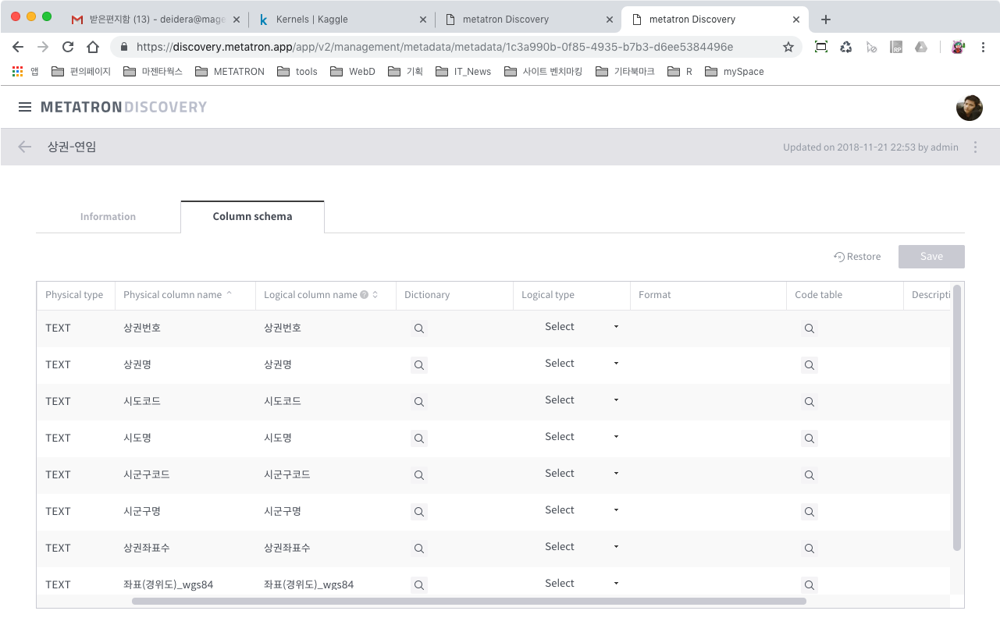 받은편지함 (13) - deidera@mage
Kernels | Kaggle
metatron Discovery
metatron Discovery
https://discovery.metatron.app/app/v2/management/metadata/metadata/1c3a990b-0f85-4935-b7b3-d6ee5384496e
앱 편의페이지 마젠타웍스 METATRON tools WebD 기획 IT_News 사이트 벤치마킹 기타북마크 R mySpace
METATRON DISCOVERY
상권-연임 Updated on 2018-11-21 22:53 by admin
Information Column schema
Restore Save
Physical type Physical column name Logical column name Dictionary Logical type Format Code table Descripti
TEXT 상권번호 상권번호 Select
TEXT 상권명 상권명 Select
TEXT 시도코드 시도코드 Select
TEXT 시도명 시도명 Select
TEXT 시군구코드 시군구코드 Select
TEXT 시군구명 시군구명 Select
TEXT 상권좌표수 상권좌표수 Select
TEXT 좌표(경위도)_wgs84 좌표(경위도)_wgs84 Select